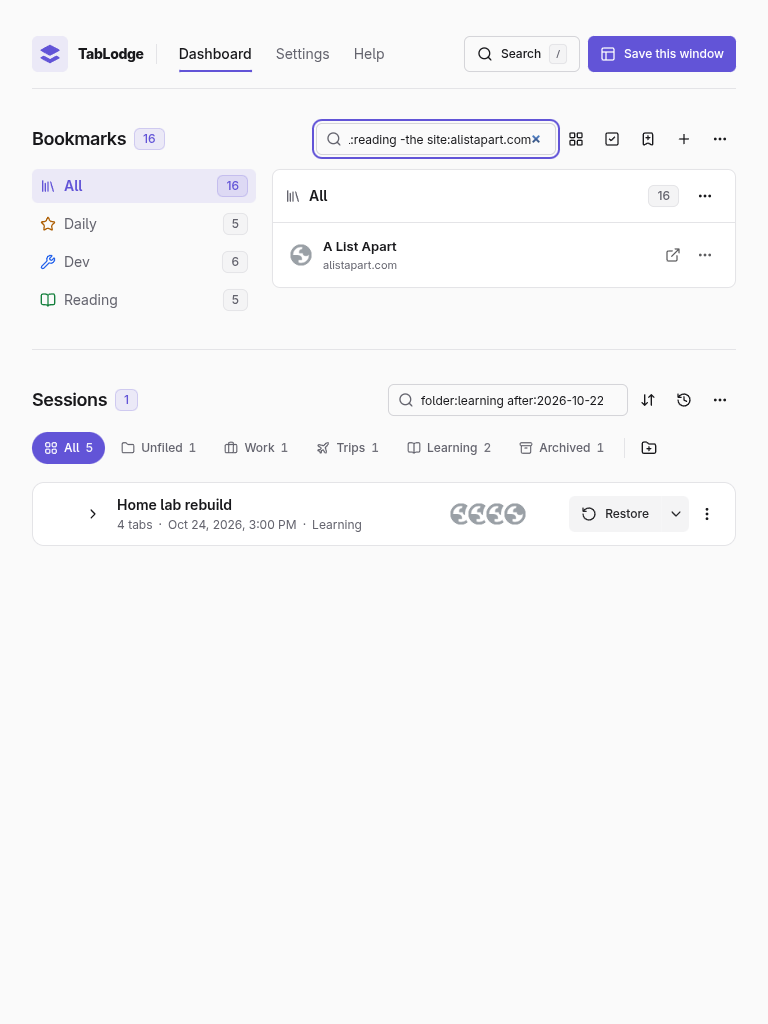 TabLodge
Dashboard
Settings
Help
Search /
Save this window
Bookmarks 16
:reading -the site:alistapart.com
All 16
Daily 5
Dev 6
Reading 5
All 16
A List Apart
alistapart.com
Sessions 1
folder:learning after:2026-10-22
All 5
Unfiled 1
Work 1
Trips 1
Learning 2
Archived 1
Home lab rebuild
4 tabs · Oct 24, 2026, 3:00 PM · Learning
Restore